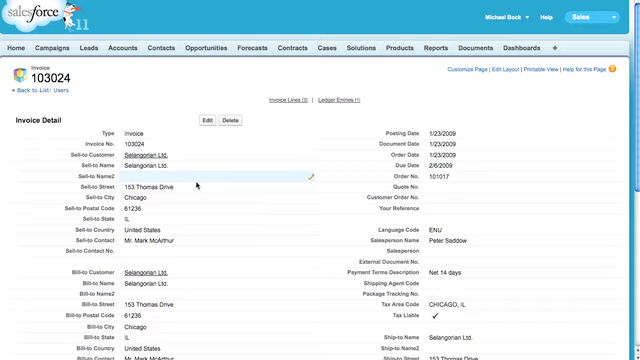 salesforce
11
Michael Bock
Help
Sales
Home Campaigns Leads Accounts Contacts Opportunities Forecasts Contracts Cases Solutions Products Reports Documents Dashboards +
Invoice
103024
Customize Page | Edit Layout | Printable View | Help for this Page ?
« Back to List: Users
Invoice Lines [3] | Ledger Entries [1]
Invoice Detail Edit Delete
Type Invoice Posting Date 1/23/2009
Invoice No. 103024 Document Date 1/23/2009
Sell-to Customer Selangorian Ltd. Order Date 1/23/2009
Sell-to Name Selangorian Ltd. Due Date 2/6/2009
Sell-to Name2 Order No. 101017
Sell-to Street 153 Thomas Drive Quote No.
Sell-to City Chicago Customer Order No.
Sell-to Postal Code 61236 Your Reference
Sell-to State IL
Sell-to Country United States Language Code ENU
Sell-to Contact Mr. Mark McArthur Salesperson Name Peter Saddow
Sell-to Contact No. Salesperson
External Document No.
Bill-to Customer Selangorian Ltd. Payment Terms Description Net 14 days
Bill-to Name Selangorian Ltd. Shipping Agent Code
Bill-to Name2 Package Tracking No.
Bill-to Street 153 Thomas Drive Tax Area Code CHICAGO, IL
Bill-to Postal Code 61236 Tax Liable ✓
Bill-to City Chicago
Bill-to State IL Ship-to Name Selangorian Ltd.
Bill-to Country United States Ship-to Name2
Bill-to Contact Mr. Mark McArthur Ship-to Street 153 Thomas Drive